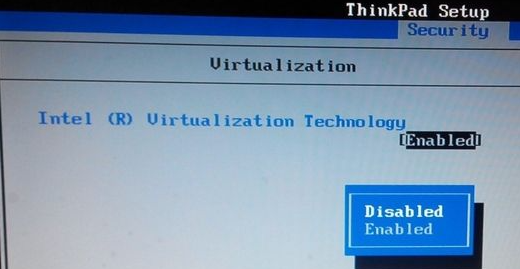 ThinkPad Setup
Security
Virtualization
Intel (R) Virtualization Technology
[Enabled]
Disabled
Enabled